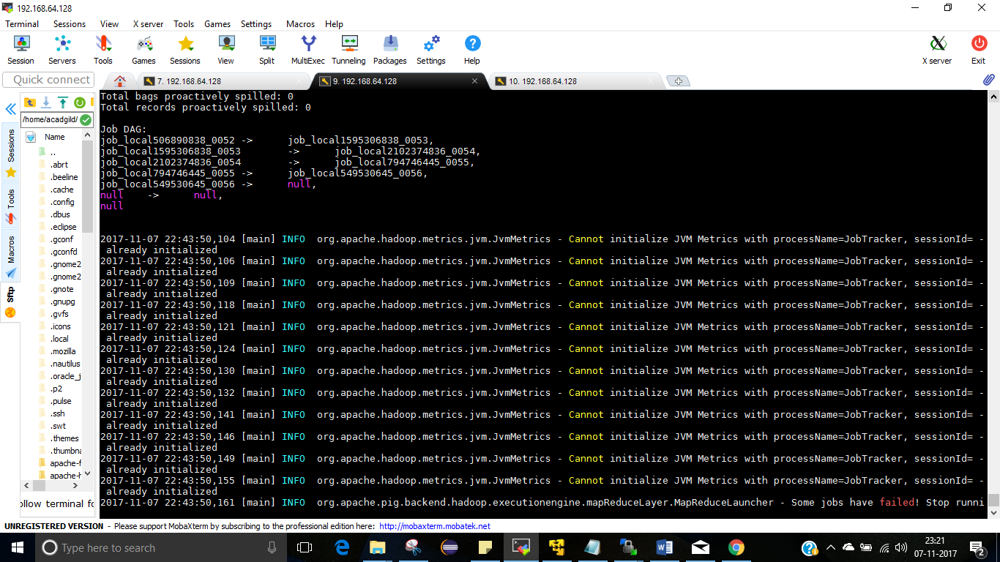 192.168.64.128
Terminal Sessions View X server Tools Games Settings Macros Help
Session Servers Tools Games Sessions View Split MultiExec Tunneling Packages Settings Help X server Exit
Quick connect
7. 192.168.64.128
9. 192.168.64.128
10. 192.168.64.128
/home/acadgild/
Name
..
.abrt
.beeline
.cache
.config
.dbus
.eclipse
.gconf
.gconfd
.gnome2
.gnome2
.gnote
.gnupg
.gvfs
.icons
.local
.mozilla
.nautilus
.oracle_j
.p2
.pulse
.ssh
.swt
.themes
.thumbna
apache-f
apache-h
ollow terminal fo
Sessions
Tools
Macros
Sftp
Total bags proactively spilled: 0
Total records proactively spilled: 0
Job DAG:
job_local506890838_0052 -> job_local1595306838_0053,
job_local1595306838_0053 -> job_local2102374836_0054,
job_local2102374836_0054 -> job_local794746445_0055,
job_local794746445_0055 -> job_local549530645_0056,
job_local549530645_0056 -> null,
null -> null,
null
2017-11-07 22:43:50,104 [main] INFO org.apache.hadoop.metrics.jvm.JvmMetrics - Cannot initialize JVM Metrics with processName=JobTracker, sessionId= -
already initialized
2017-11-07 22:43:50,106 [main] INFO org.apache.hadoop.metrics.jvm.JvmMetrics - Cannot initialize JVM Metrics with processName=JobTracker, sessionId= -
already initialized
2017-11-07 22:43:50,109 [main] INFO org.apache.hadoop.metrics.jvm.JvmMetrics - Cannot initialize JVM Metrics with processName=JobTracker, sessionId= -
already initialized
2017-11-07 22:43:50,118 [main] INFO org.apache.hadoop.metrics.jvm.JvmMetrics - Cannot initialize JVM Metrics with processName=JobTracker, sessionId= -
already initialized
2017-11-07 22:43:50,121 [main] INFO org.apache.hadoop.metrics.jvm.JvmMetrics - Cannot initialize JVM Metrics with processName=JobTracker, sessionId= -
already initialized
2017-11-07 22:43:50,124 [main] INFO org.apache.hadoop.metrics.jvm.JvmMetrics - Cannot initialize JVM Metrics with processName=JobTracker, sessionId= -
already initialized
2017-11-07 22:43:50,130 [main] INFO org.apache.hadoop.metrics.jvm.JvmMetrics - Cannot initialize JVM Metrics with processName=JobTracker, sessionId= -
already initialized
2017-11-07 22:43:50,132 [main] INFO org.apache.hadoop.metrics.jvm.JvmMetrics - Cannot initialize JVM Metrics with processName=JobTracker, sessionId= -
already initialized
2017-11-07 22:43:50,141 [main] INFO org.apache.hadoop.metrics.jvm.JvmMetrics - Cannot initialize JVM Metrics with processName=JobTracker, sessionId= -
already initialized
2017-11-07 22:43:50,146 [main] INFO org.apache.hadoop.metrics.jvm.JvmMetrics - Cannot initialize JVM Metrics with processName=JobTracker, sessionId= -
already initialized
2017-11-07 22:43:50,149 [main] INFO org.apache.hadoop.metrics.jvm.JvmMetrics - Cannot initialize JVM Metrics with processName=JobTracker, sessionId= -
already initialized
2017-11-07 22:43:50,155 [main] INFO org.apache.hadoop.metrics.jvm.JvmMetrics - Cannot initialize JVM Metrics with processName=JobTracker, sessionId= -
already initialized
2017-11-07 22:43:50,161 [main] INFO org.apache.pig.backend.hadoop.executionengine.mapReduceLayer.MapReduceLauncher - Some jobs have failed! Stop runni
UNREGISTERED VERSION - Please support MobaXterm by subscribing to the professional edition here: http://mobaxterm.mobatek.net
Type here to search
23:21
07-11-2017
2